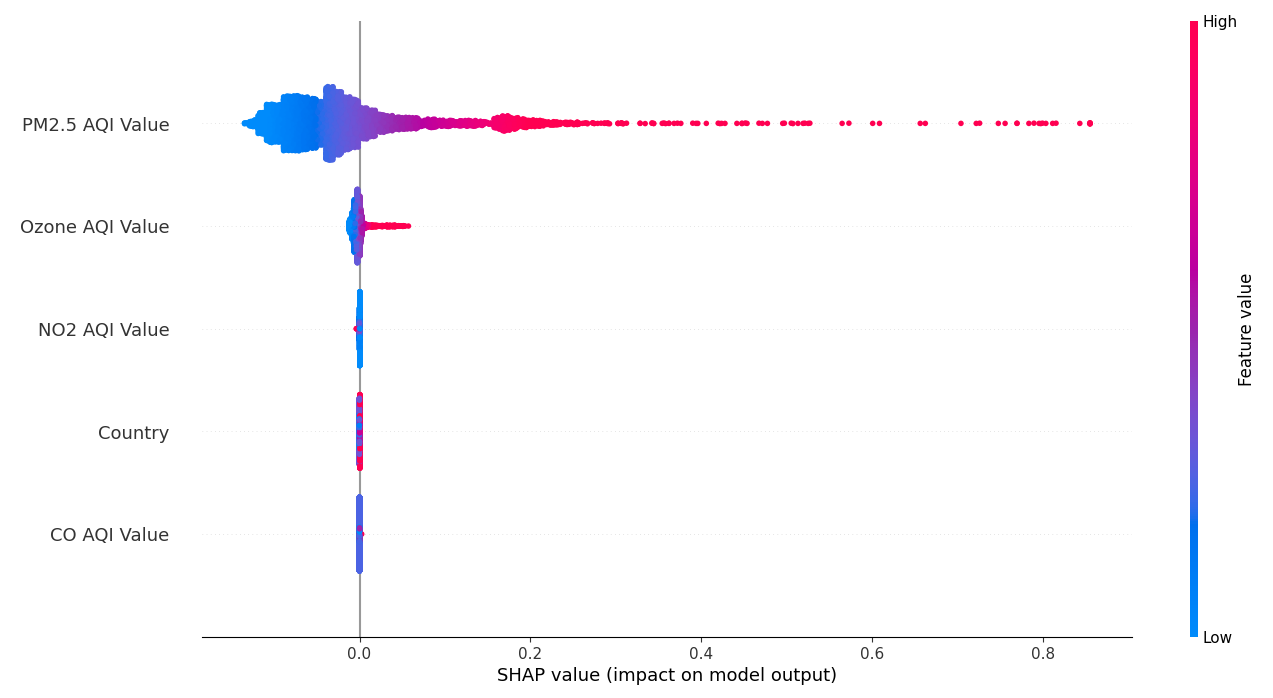 High
PM2.5 AQI Value
Ozone AQI Value
NO2 AQI Value
Country
CO AQI Value
Feature value
Low
0.0 0.2 0.4 0.6 0.8
SHAP value (impact on model output)